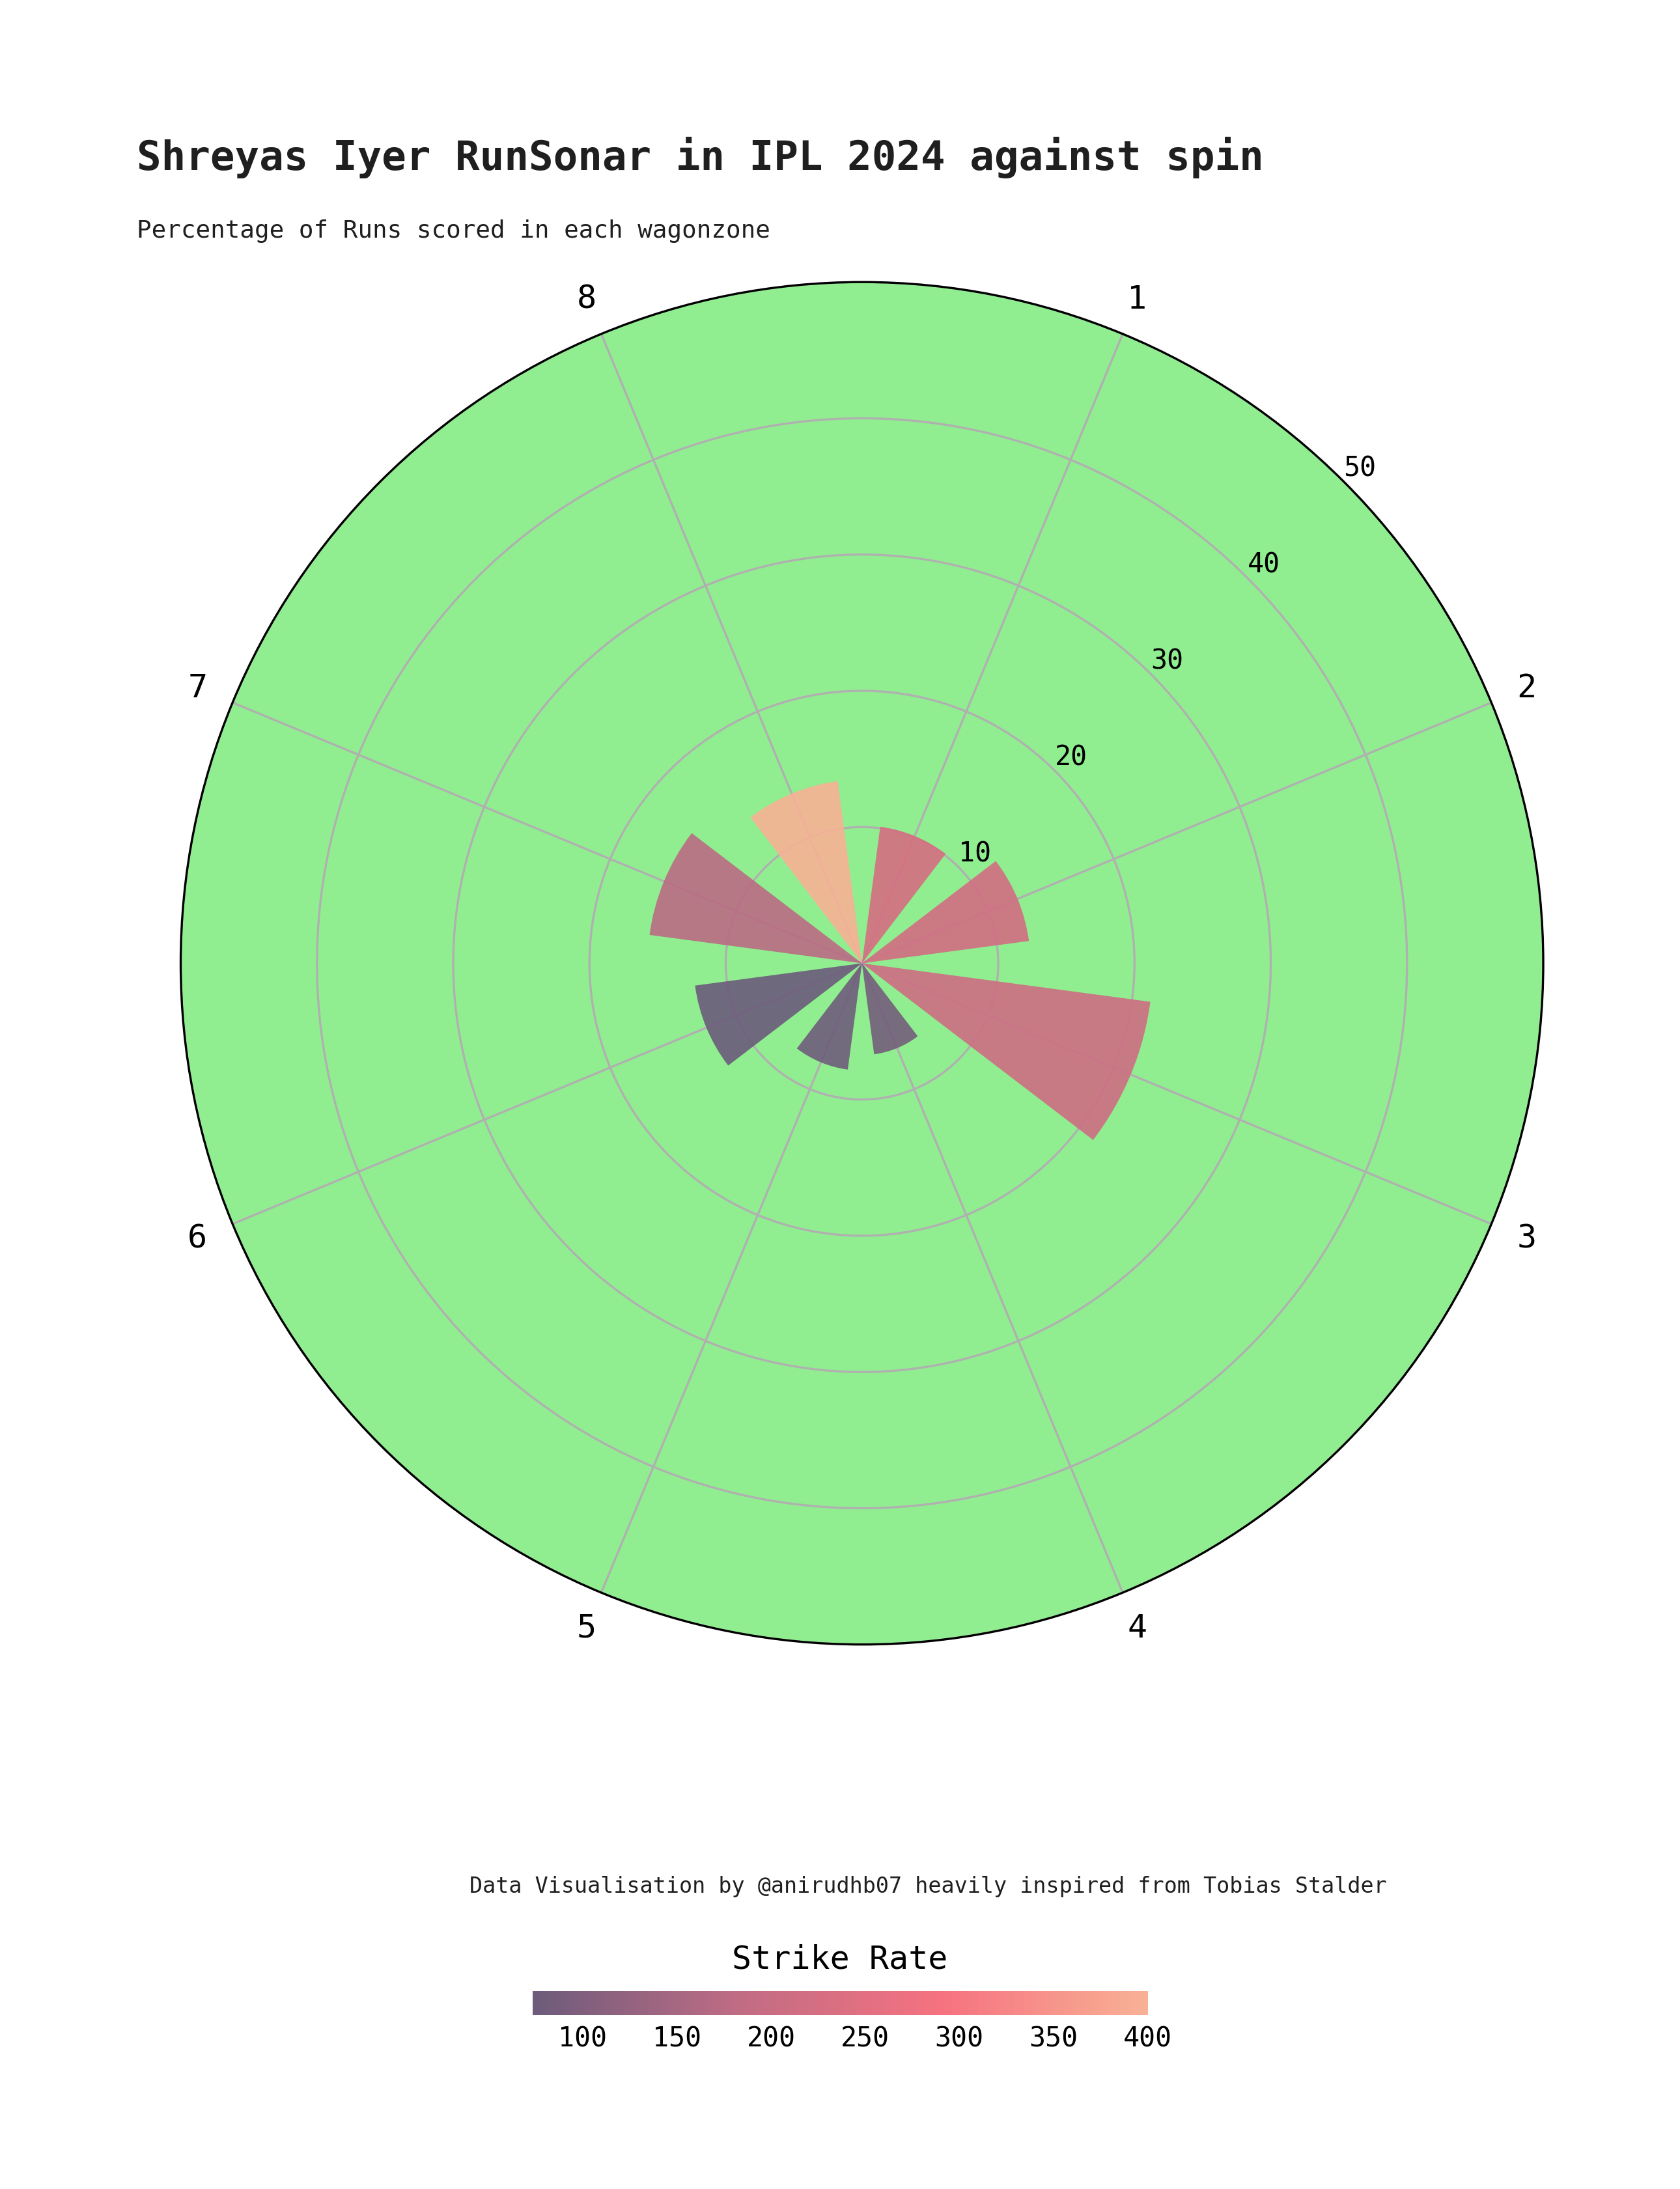 Shreyas Iyer RunSonar in IPL 2024 against spin
Percentage of Runs scored in each wagonzone
8 1
50
40
30
7 2
20
10
6 3
5 4
Data Visualisation by @anirudhb07 heavily inspired from Tobias Stalder
Strike Rate
100 150 200 250 300 350 400